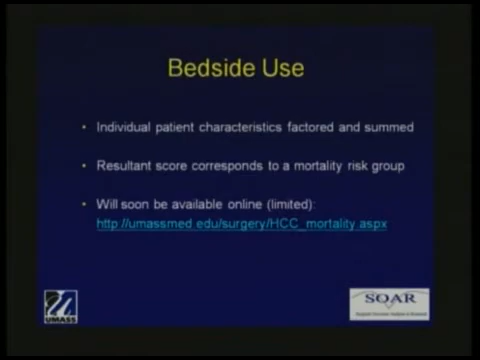 Bedside Use
• Individual patient characteristics factored and summed
• Resultant score corresponds to a mortality risk group
• Will soon be available online (limited):
http://umassmed.edu/surgery/HCC_mortality.aspx
UMASS
SOAR